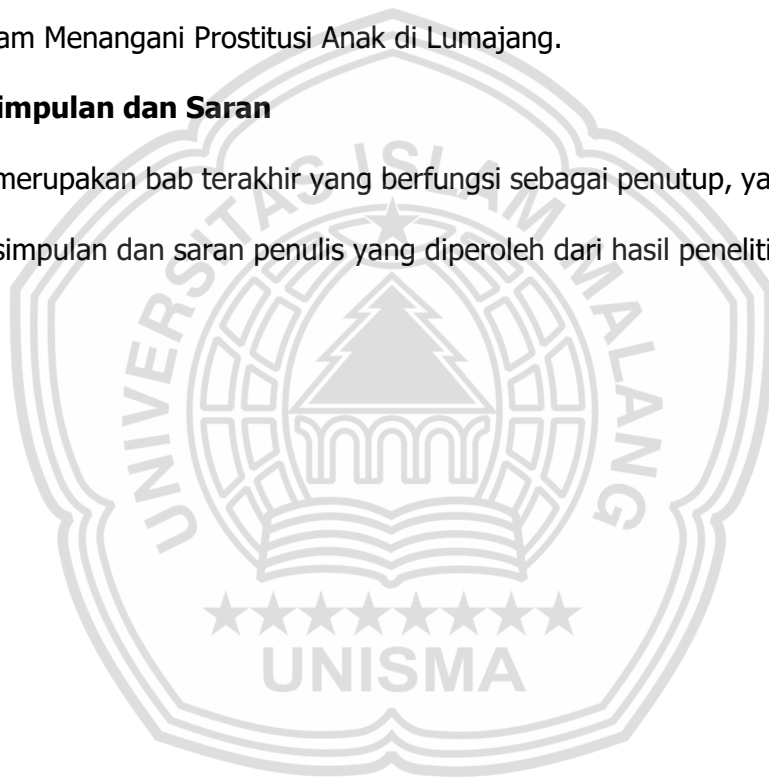 am Menangani Prostitusi Anak di Lumajang.
impulan dan Saran
merupakan bab terakhir yang berfungsi sebagai penutup, ya
simpulan dan saran penulis yang diperoleh dari hasil peneliti
UNIVERSITAS ISLAM MALANG
UNISMA